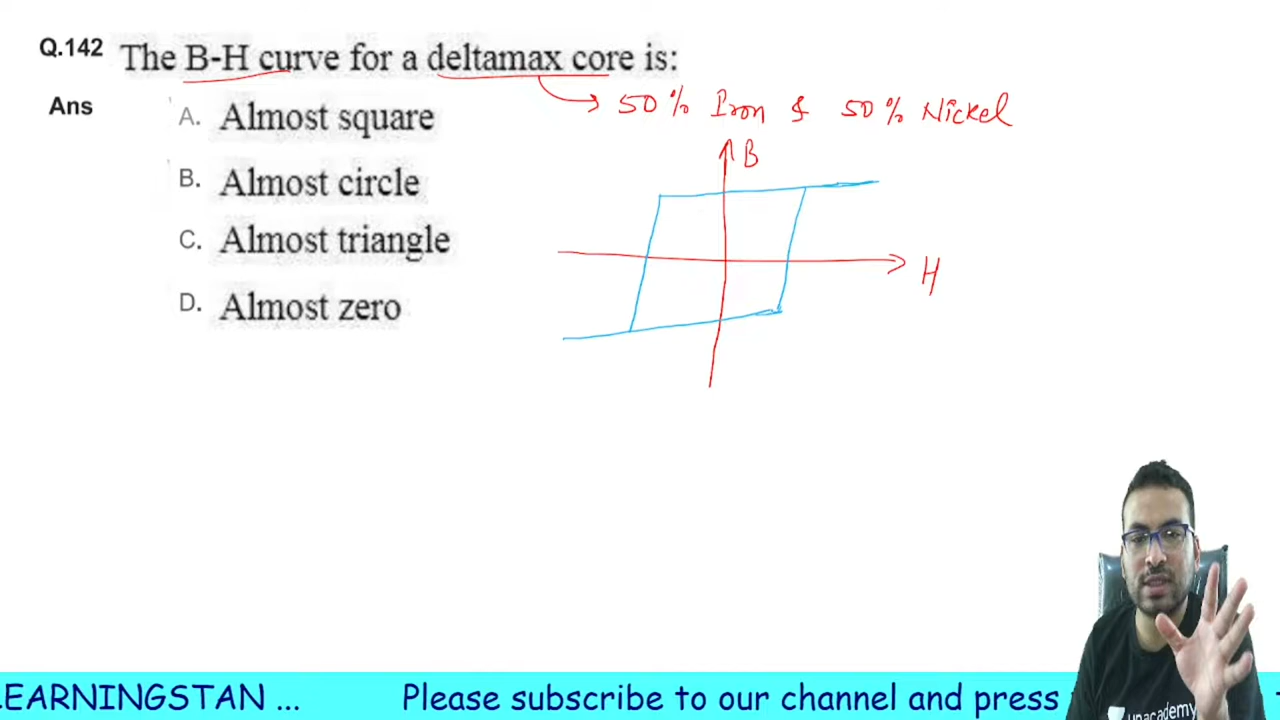 Q.142 The B-H curve for a deltamax core is:
Ans
A. Almost square
50% Iron & 50% Nickel
B
B. Almost circle
C. Almost triangle
H
D. Almost zero
LEARNINGSTAN ... Please subscribe to our channel and press
unacademy